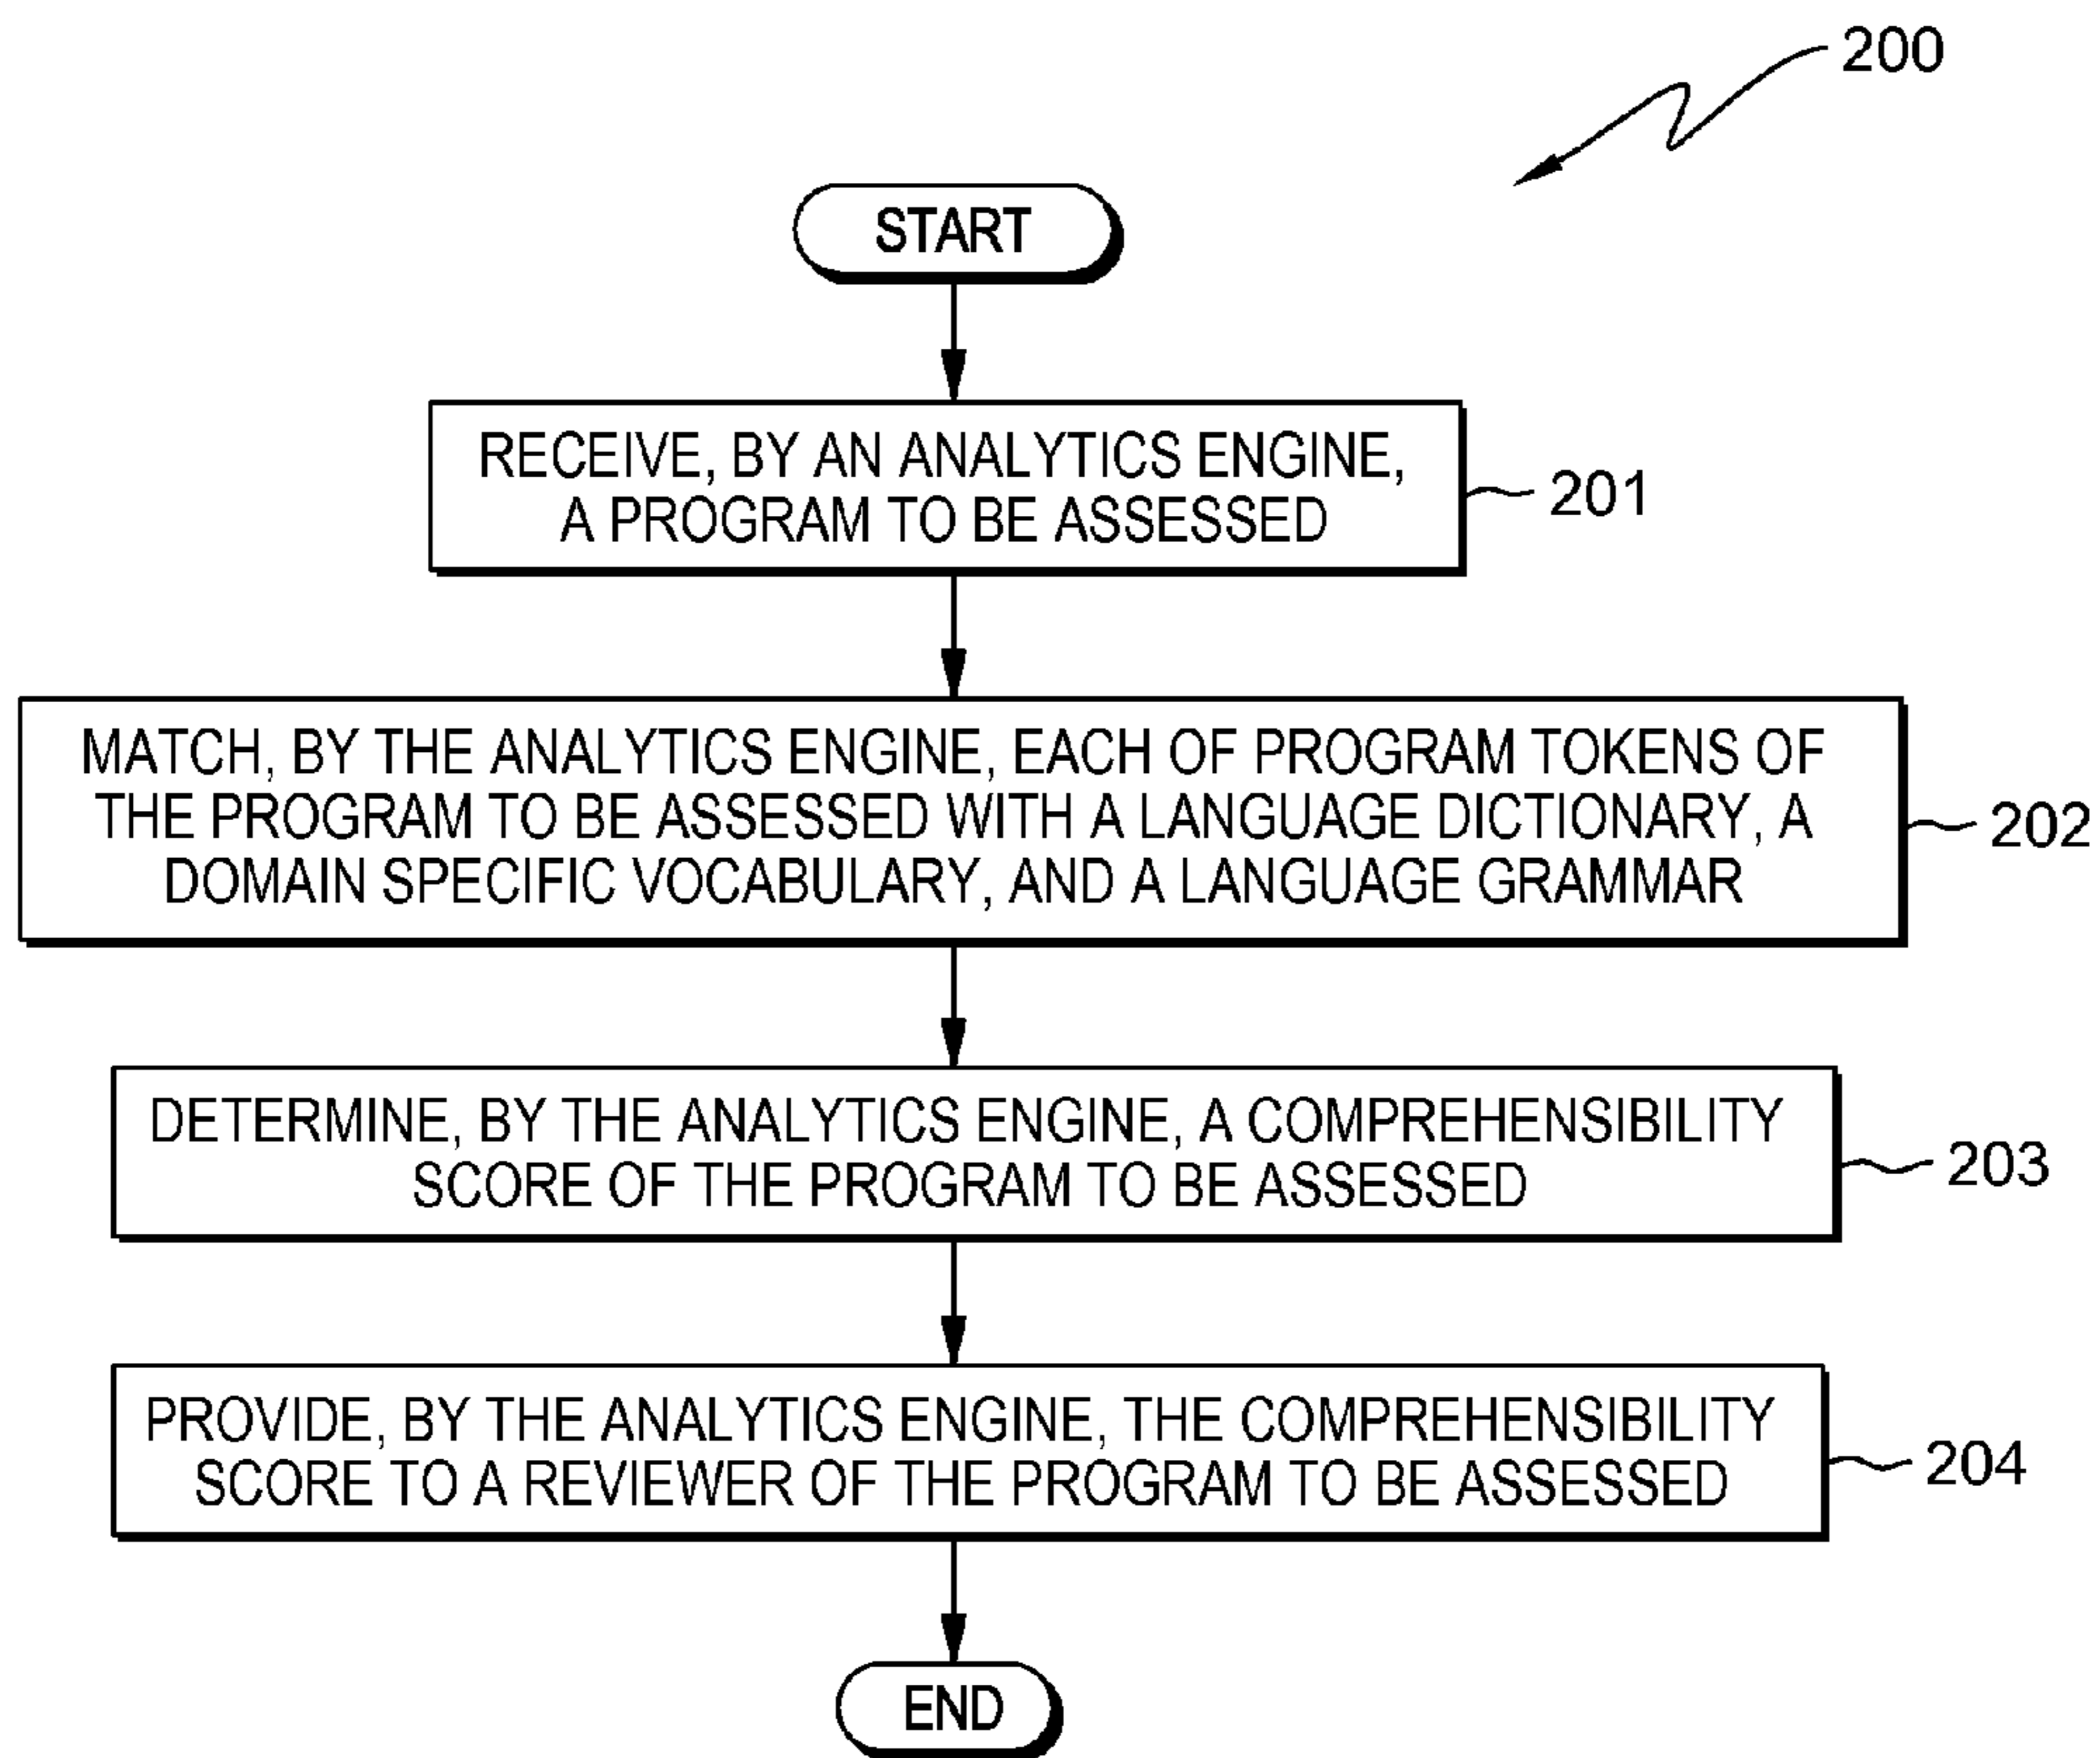 200
START
RECEIVE, BY AN ANALYTICS ENGINE,
A PROGRAM TO BE ASSESSED
201
MATCH, BY THE ANALYTICS ENGINE, EACH OF PROGRAM TOKENS OF
THE PROGRAM TO BE ASSESSED WITH A LANGUAGE DICTIONARY, A
DOMAIN SPECIFIC VOCABULARY, AND A LANGUAGE GRAMMAR
202
DETERMINE, BY THE ANALYTICS ENGINE, A COMPREHENSIBILITY
SCORE OF THE PROGRAM TO BE ASSESSED
203
PROVIDE, BY THE ANALYTICS ENGINE, THE COMPREHENSIBILITY
SCORE TO A REVIEWER OF THE PROGRAM TO BE ASSESSED
204
END